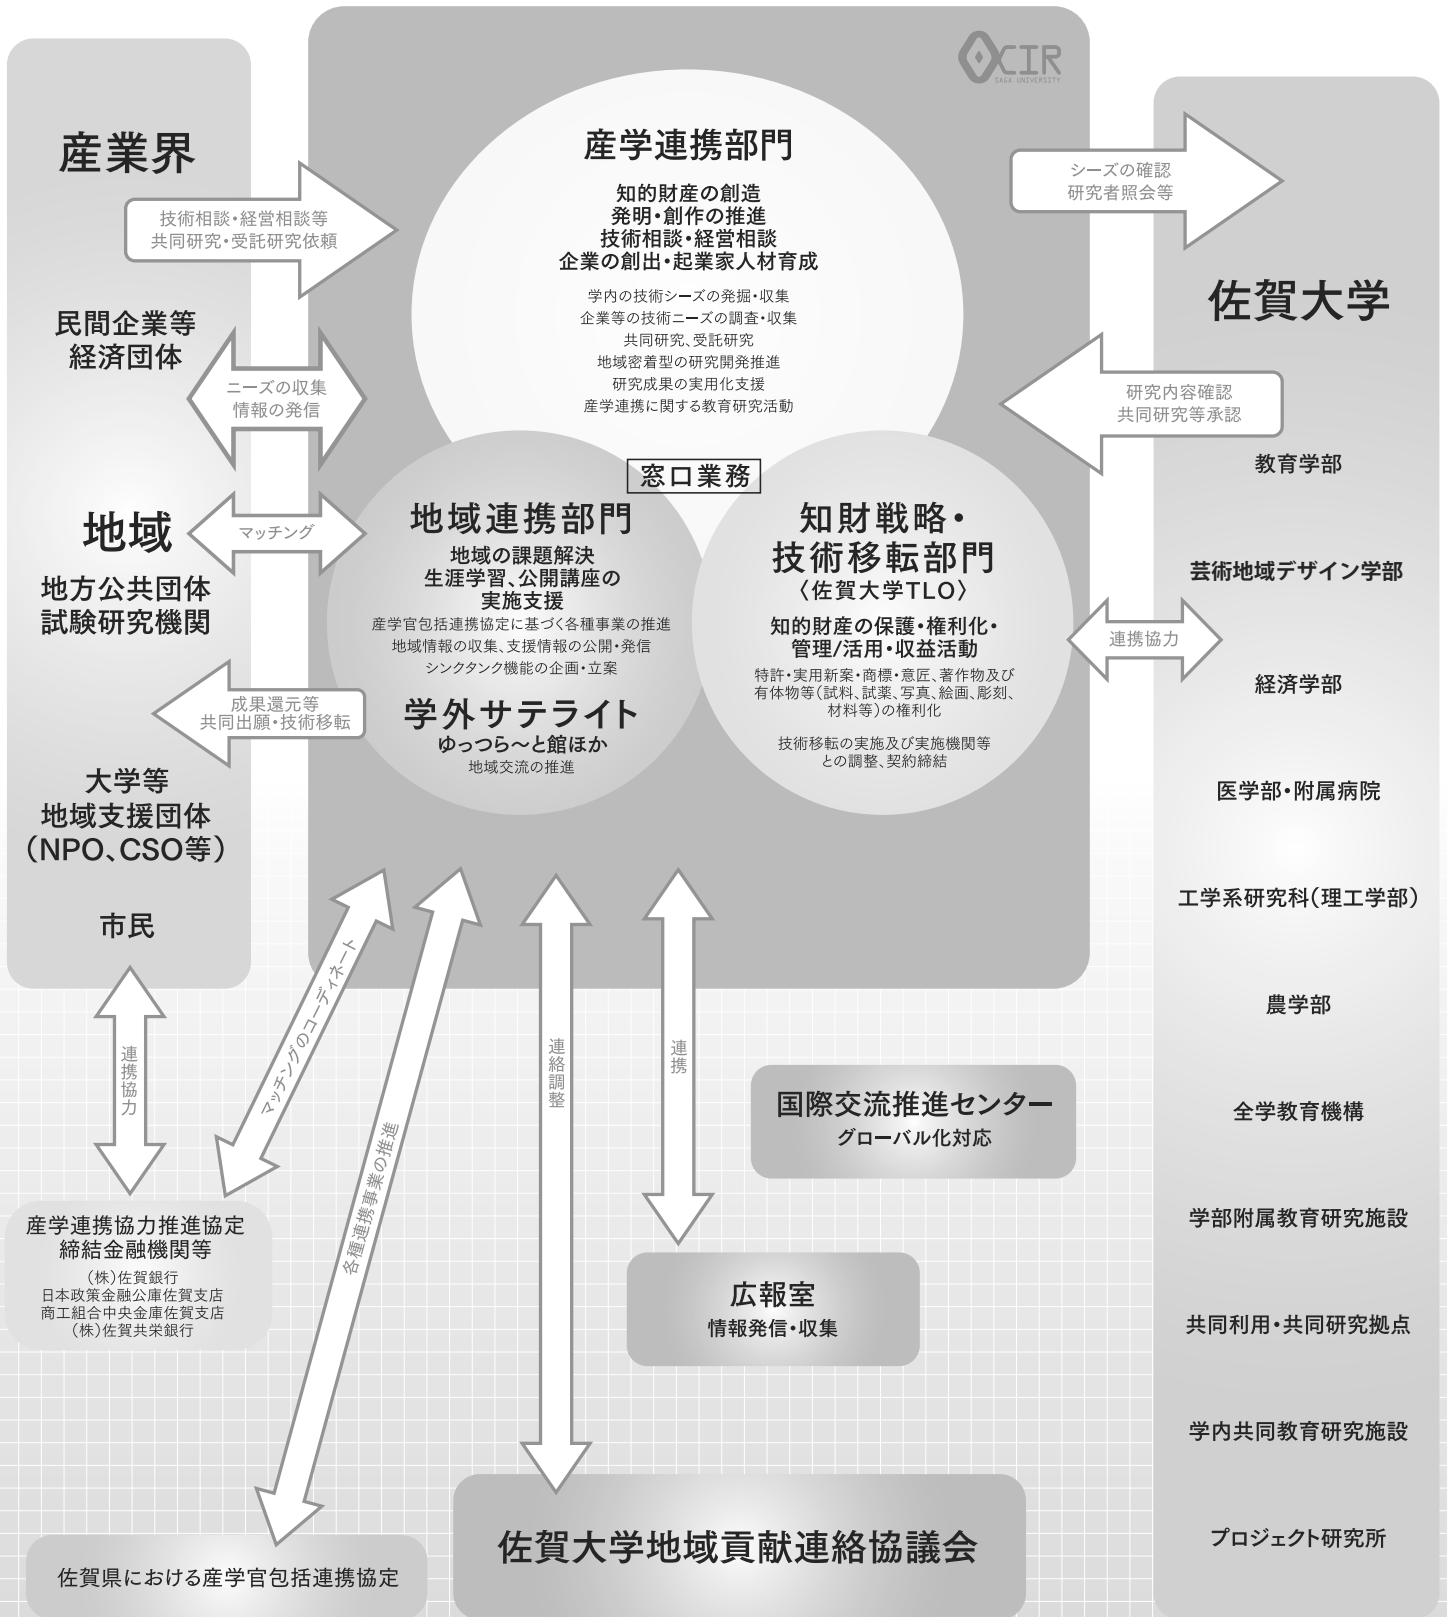 産業界
技術相談・経営相談等
共同研究・受託研究依頼
民間企業等
経済団体
ニーズの収集
情報の発信
地域
マッチング
地方公共団体
試験研究機関
成果還元等
共同出願・技術移転
大学等
地域支援団体
（NPO、CSO等）
市民
CIR
SAGA UNIVERSITY
産学連携部門
知的財産の創造
発明・創作の推進
技術相談・経営相談
企業の創出・起業家人材育成
学内の技術シーズの発掘・収集
企業等の技術ニーズの調査・収集
共同研究、受託研究
地域密着型の研究開発推進
研究成果の実用化支援
産学連携に関する教育研究活動
窓口業務
地域連携部門
地域の課題解決
生涯学習、公開講座の
実施支援
産学官包括連携協定に基づく各種事業の推進
地域情報の収集、支援情報の公開・発信
シンクタンク機能の企画・立案
学外サテライト
ゆっつら～と館ほか
地域交流の推進
知財戦略・
技術移転部門
〈佐賀大学TLO〉
知的財産の保護・権利化・
管理/活用・収益活動
特許・実用新案・商標・意匠、著作物及び
有体物等（試料、試薬、写真、絵画、彫刻、
材料等）の権利化
技術移転の実施及び実施機関等
との調整、契約締結
シーズの確認
研究者照会等
佐賀大学
研究内容確認
共同研究等承認
教育学部
芸術地域デザイン学部
連携協力
経済学部
医学部・附属病院
工学系研究科（理工学部）
農学部
全学教育機構
学部附属教育研究施設
共同利用・共同研究拠点
学内共同教育研究施設
プロジェクト研究所
連携協力
マッチングのコーディネート
各種連携事業の推進
連絡調整
連携
国際交流推進センター
グローバル化対応
産学連携協力推進協定
締結金融機関等
（株）佐賀銀行
日本政策金融公庫佐賀支店
商工組合中央金庫佐賀支店
（株）佐賀共栄銀行
広報室
情報発信・収集
佐賀大学地域貢献連絡協議会
佐賀県における産学官包括連携協定